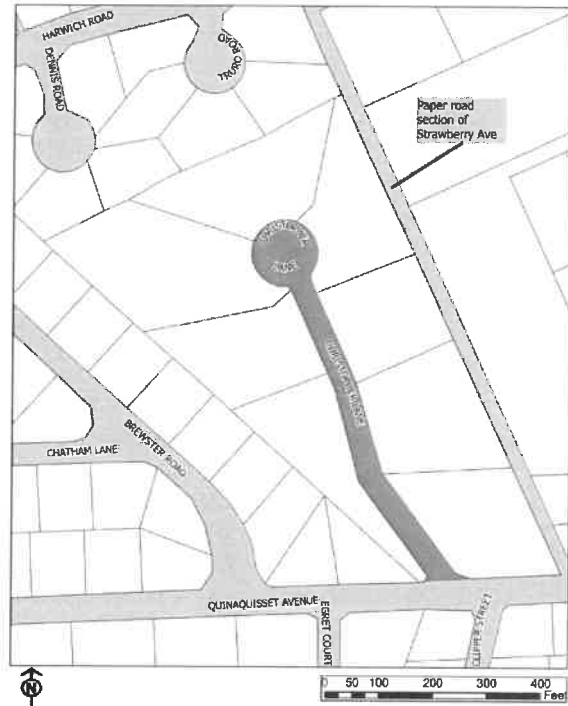 HARWICH ROAD
DENNIS ROAD
TRURO
ROAD
Paper road
section of
Strawberry Ave
BREWSTER ROAD
CHATHAM LANE
QUINAQUISSET AVENUE
EGRET COURT
CLIPPER STREET
N
0 50 100 200 300 400
Feet